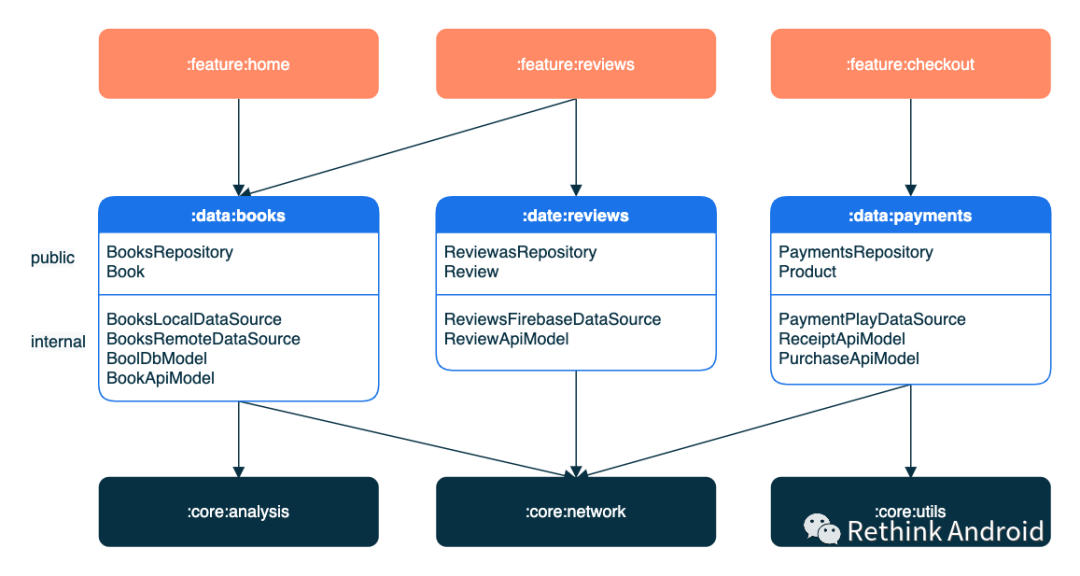 :feature:home
:feature:reviews
:feature:checkout
:data:books
:date:reviews
:data:payments
public
BooksRepository
Book
ReviewasRepository
Review
PaymentsRepository
Product
internal
BooksLocalDataSource
BooksRemoteDataSource
BoolDbModel
BookApiModel
ReviewsFirebaseDataSource
ReviewApiModel
PaymentPlayDataSource
ReceiptApiModel
PurchaseApiModel
:core:analysis
:core:network
:core:utils
Rethink Android